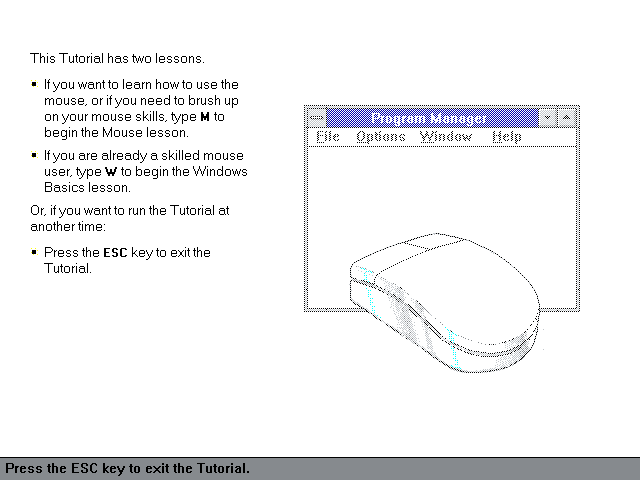 This Tutorial has two lessons.
▪ If you want to learn how to use the
mouse, or if you need to brush up
on your mouse skills, type M to
begin the Mouse lesson.
▪ If you are already a skilled mouse
user, type W to begin the Windows
Basics lesson.
Or, if you want to run the Tutorial at
another time:
▪ Press the ESC key to exit the
Tutorial.
Program Manager
File Options Window Help
Press the ESC key to exit the Tutorial.